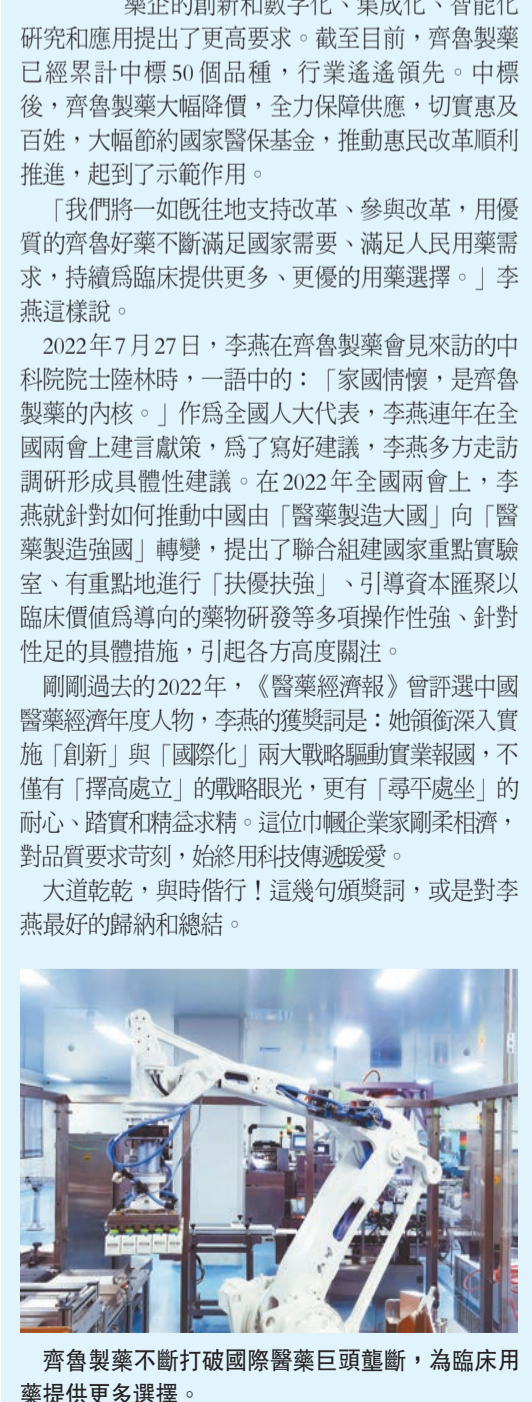 藥企的創新和數字化、集成化、智能化
研究和應用提出了更高要求。截至目前，齊魯製藥
已經累計中標50個品種，行業遙遙領先。中標
後，齊魯製藥大幅降價，全力保障供應，切實惠及
百姓，大幅節約國家醫保基金，推動惠民改革順利
推進，起到了示範作用。
「我們將一如既往地支持改革、參與改革，用優
質的齊魯好藥不斷滿足國家需要、滿足人民用藥需
求，持續為臨床提供更多、更優的用藥選擇。」李
燕這樣說。
2022年7月27日，李燕在齊魯製藥會見來訪的中
科院院士陸林時，一語中的：「家國情懷，是齊魯
製藥的內核。」作為全國人大代表，李燕連年在全
國兩會上建言獻策，為了寫好建議，李燕多方走訪
調研形成具體性建議。在2022年全國兩會上，李
燕就針對如何推動中國由「醫藥製造大國」向「醫
藥製造強國」轉變，提出了聯合組建國家重點實驗
室、有重點地進行「扶優扶強」、引導資本匯聚以
臨床價值為導向的藥物研發等多項操作性強、針對
性足的具體措施，引起各方高度關注。
剛剛過去的2022年，《醫藥經濟報》曾評選中國
醫藥經濟年度人物，李燕的獲獎詞是：她領銜深入實
施「創新」與「國際化」兩大戰略驅動實業報國，不
僅有「擇高處立」的戰略眼光，更有「尋平處坐」的
耐心、踏實和精益求精。這位巾幗企業家剛柔相濟，
對品質要求苛刻，始終用科技傳遞暖愛。
大道乾乾，與時偕行！這幾句頒獎詞，或是對李
燕最好的歸納和總結。
齊魯製藥不斷打破國際醫藥巨頭壟斷，為臨床用
藥提供更多選擇。